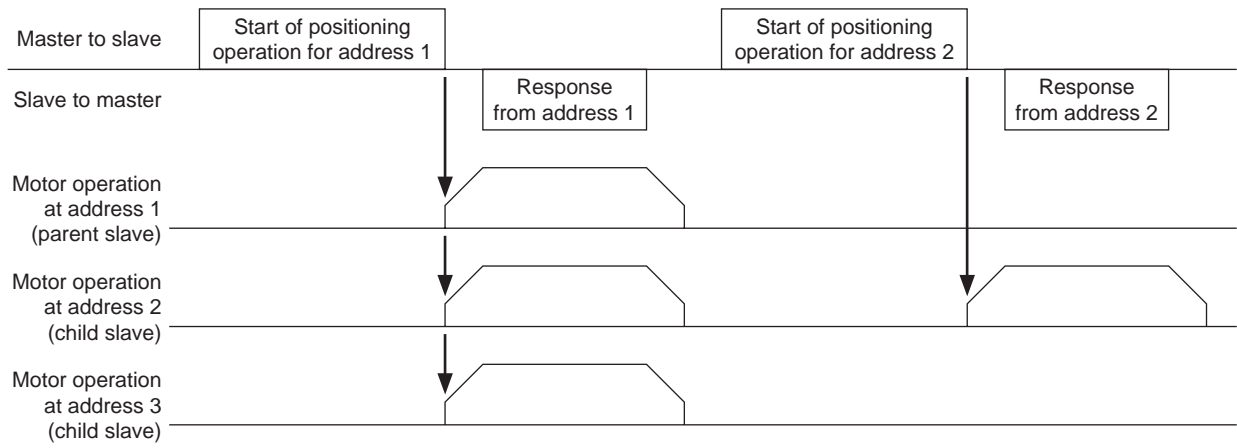 Master to slave
Start of positioning
operation for address 1
Start of positioning
operation for address 2
Slave to master
Response
from address 1
Response
from address 2
Motor operation
at address 1
(parent slave)
Motor operation
at address 2
(child slave)
Motor operation
at address 3
(child slave)